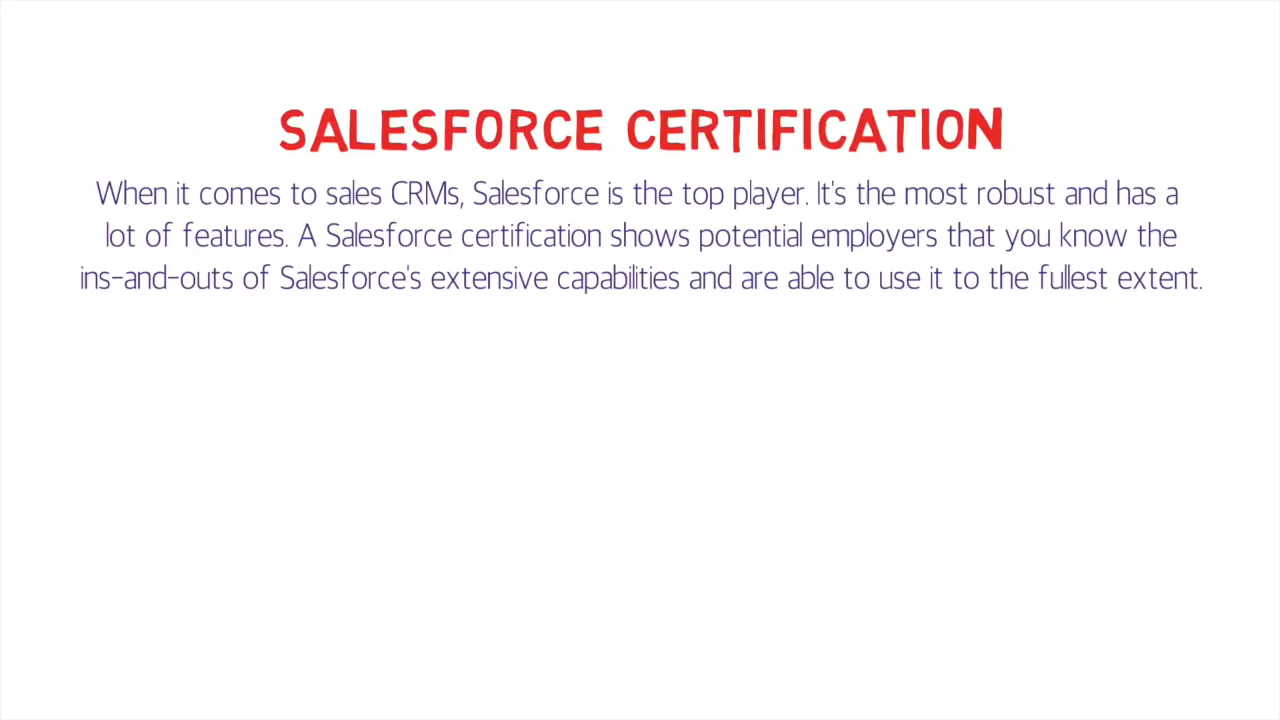 SALESFORCE CERTIFICATION
When it comes to sales CRMs, Salesforce is the top player. It's the most robust and has a
lot of features. A Salesforce certification shows potential employers that you know the
ins-and-outs of Salesforce's extensive capabilities and are able to use it to the fullest extent.